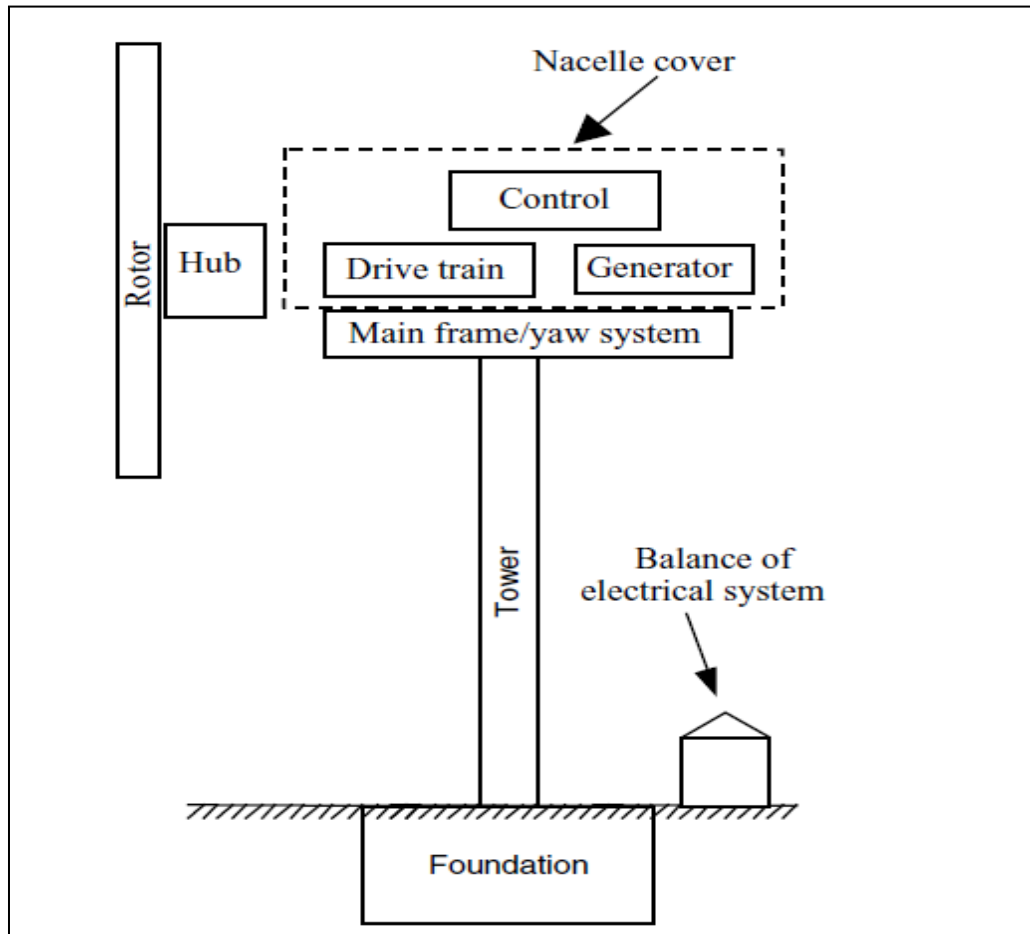 Nacelle cover
Control
Rotor
Hub
Drive train
Generator
Main frame/yaw system
Tower
Balance of
electrical system
Foundation